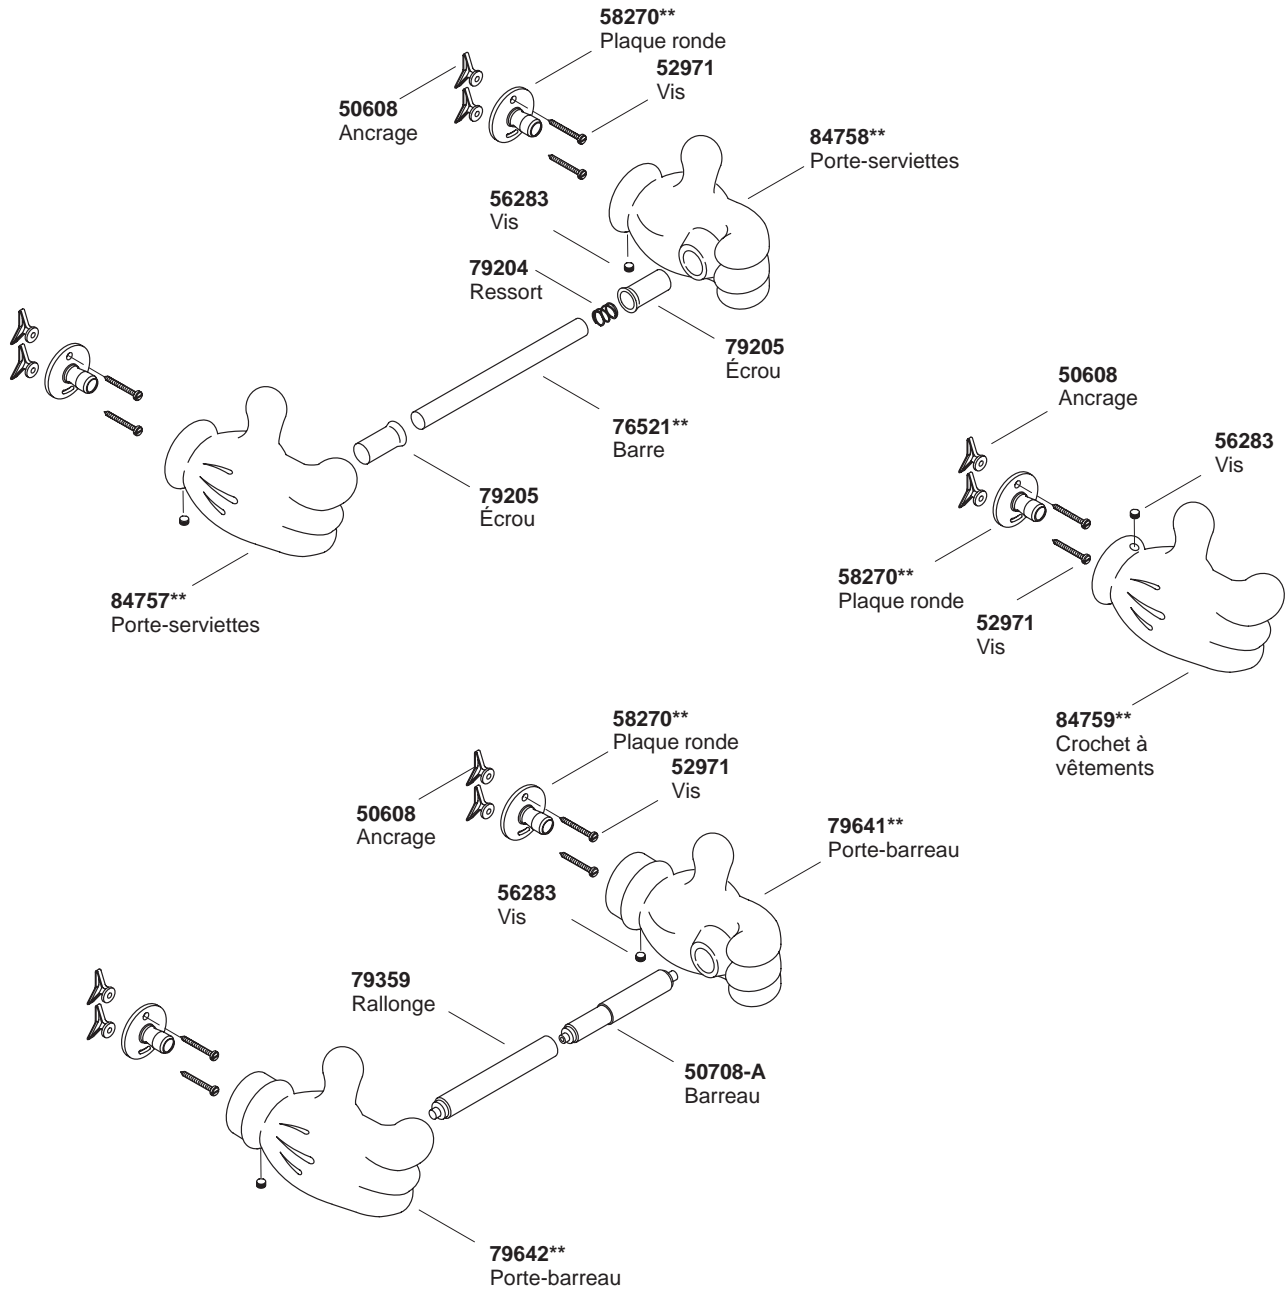 58270**
Plaque ronde
52971
Vis
50608
Ancrage
84758**
Porte-serviettes
56283
Vis
79204
Ressort
79205
Écrou
76521**
Barre
79205
Écrou
84757**
Porte-serviettes
50608
Ancrage
56283
Vis
58270**
Plaque ronde
52971
Vis
84759**
Crochet à
vêtements
58270**
Plaque ronde
52971
Vis
50608
Ancrage
79641**
Porte-barreau
56283
Vis
79359
Rallonge
50708-A
Barreau
79642**
Porte-barreau